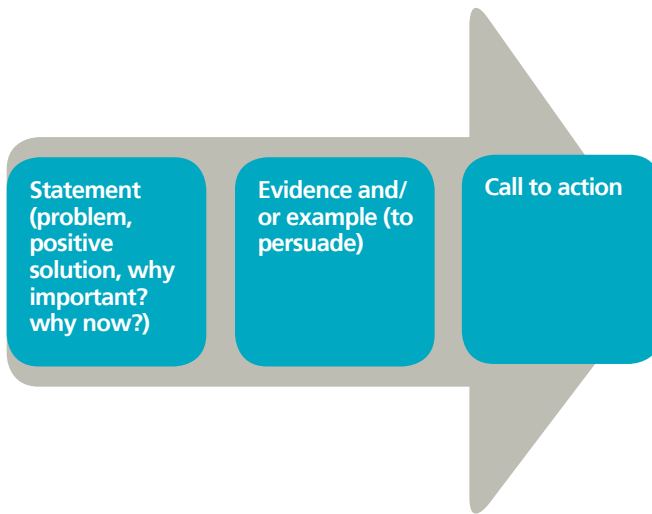 Statement
(problem,
positive
solution, why
important?
why now?)
Evidence and/
or example (to
persuade)
Call to action